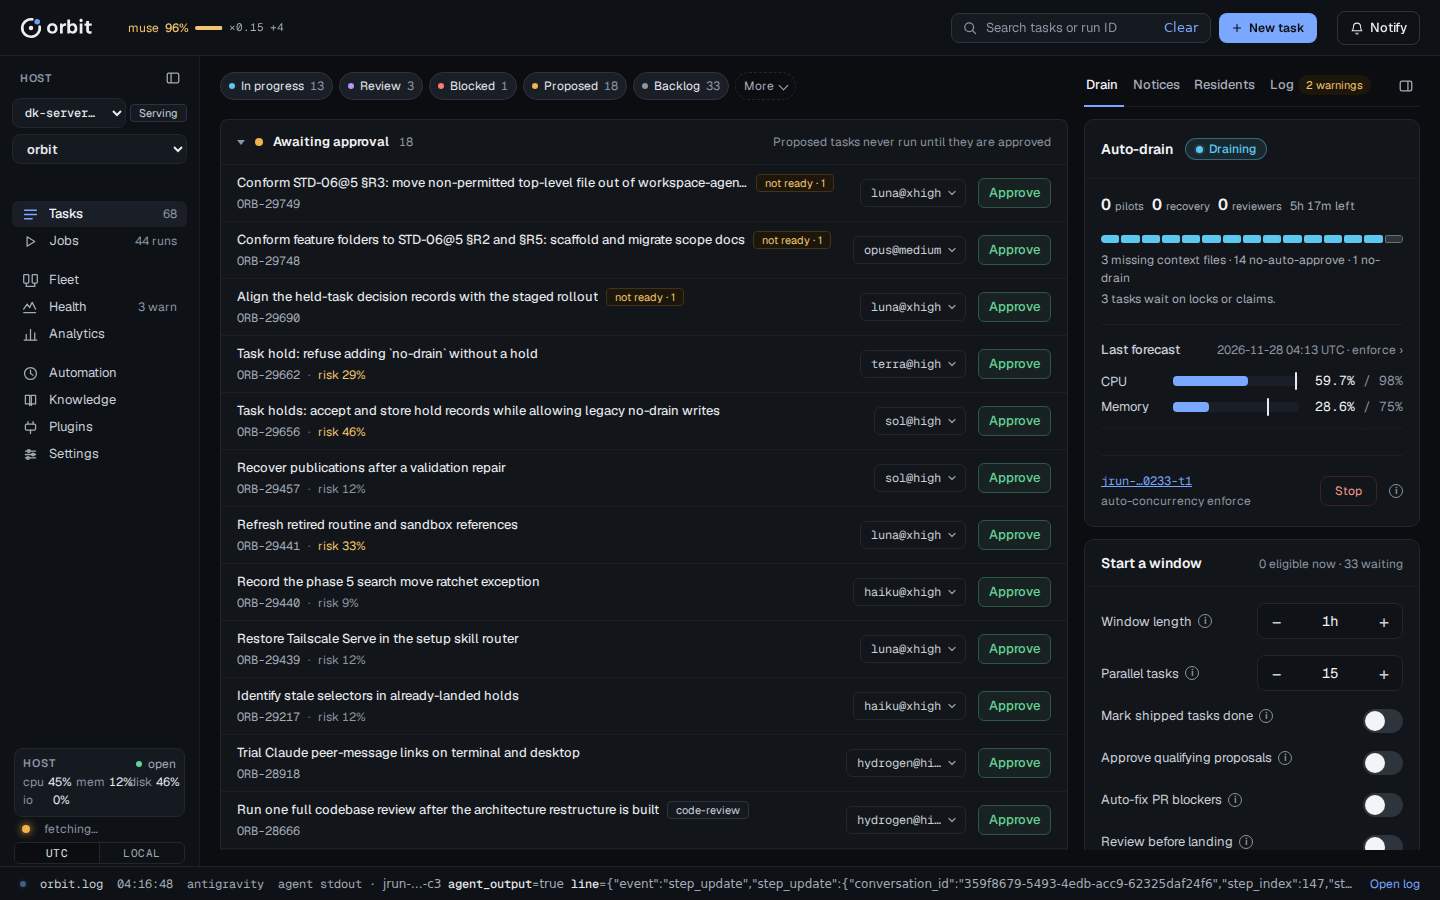 orbit
muse 96% ×0.15 +4
Search tasks or run ID Clear
+ New task
Notify
HOST
dk-server...
Serving
orbit
Tasks 68
Jobs 44 runs
Fleet
Health 3 warn
Analytics
Automation
Knowledge
Plugins
Settings
HOST open
cpu 45% mem 12% disk 46%
io 0%
fetching...
UTC LOCAL
In progress 13
Review 3
Blocked 1
Proposed 18
Backlog 33
More
Awaiting approval 18
Proposed tasks never run until they are approved
Conform STD-06@5 §R3: move non-permitted top-level file out of workspace-agen... not ready · 1
ORB-29749
luna@xhigh Approve
Conform feature folders to STD-06@5 §R2 and §R5: scaffold and migrate scope docs not ready · 1
ORB-29748
opus@medium Approve
Align the held-task decision records with the staged rollout not ready · 1
ORB-29690
luna@xhigh Approve
Task hold: refuse adding `no-drain` without a hold
ORB-29662 · risk 29%
terra@high Approve
Task holds: accept and store hold records while allowing legacy no-drain writes
ORB-29656 · risk 46%
sol@high Approve
Recover publications after a validation repair
ORB-29457 · risk 12%
sol@high Approve
Refresh retired routine and sandbox references
ORB-29441 · risk 33%
luna@xhigh Approve
Record the phase 5 search move ratchet exception
ORB-29440 · risk 9%
haiku@xhigh Approve
Restore Tailscale Serve in the setup skill router
ORB-29439 · risk 12%
luna@xhigh Approve
Identify stale selectors in already-landed holds
ORB-29217 · risk 12%
haiku@xhigh Approve
Trial Claude peer-message links on terminal and desktop
ORB-28918
hydrogen@hi... Approve
Run one full codebase review after the architecture restructure is built code-review
ORB-28666
hydrogen@hi... Approve
Drain Notices Residents Log 2 warnings
Auto-drain Draining
0 pilots 0 recovery 0 reviewers 5h 17m left
3 missing context files · 14 no-auto-approve · 1 no-
drain
3 tasks wait on locks or claims.
Last forecast 2026-11-28 04:13 UTC · enforce ›
CPU 59.7% / 98%
Memory 28.6% / 75%
jrun-…0233-t1
auto-concurrency enforce
Stop
Start a window 0 eligible now · 33 waiting
Window length − 1h +
Parallel tasks − 15 +
Mark shipped tasks done
Approve qualifying proposals
Auto-fix PR blockers
Review before landing
orbit.log 04:16:48 antigravity agent stdout · jrun-…-c3 agent_output=true line={"event":"step_update","step_update":{"conversation_id":"359f8679-5493-4edb-acc9-62325daf24f6","step_index":147,"st... Open log